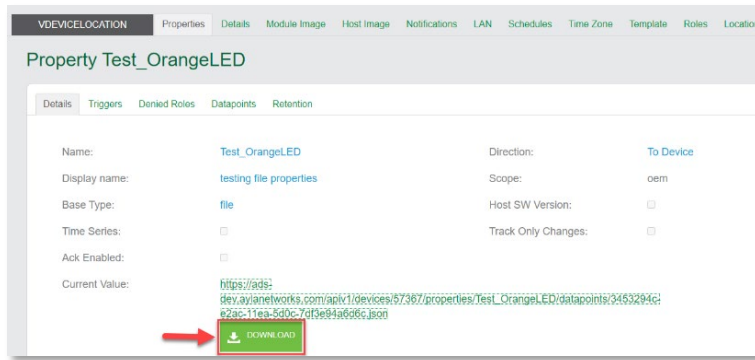 VDEVICELOCATION Properties Details Module Image Host Image Notifications LAN Schedules Time Zone Template Roles Locatio
Property Test_OrangeLED
Details Triggers Denied Roles Datapoints Retention
Name: Test_OrangeLED Direction: To Device
Display name: testing file properties Scope: oem
Base Type: file Host SW Version:
Time Series: Track Only Changes:
Ack Enabled:
Current Value: https://ads-
dev.aylanetworks.com/apiv1/devices/57367/properties/Test_OrangeLED/datapoints/3453294c-
e2ac-11ea-5d0c-7df3e94a6d6c.json
DOWNLOAD